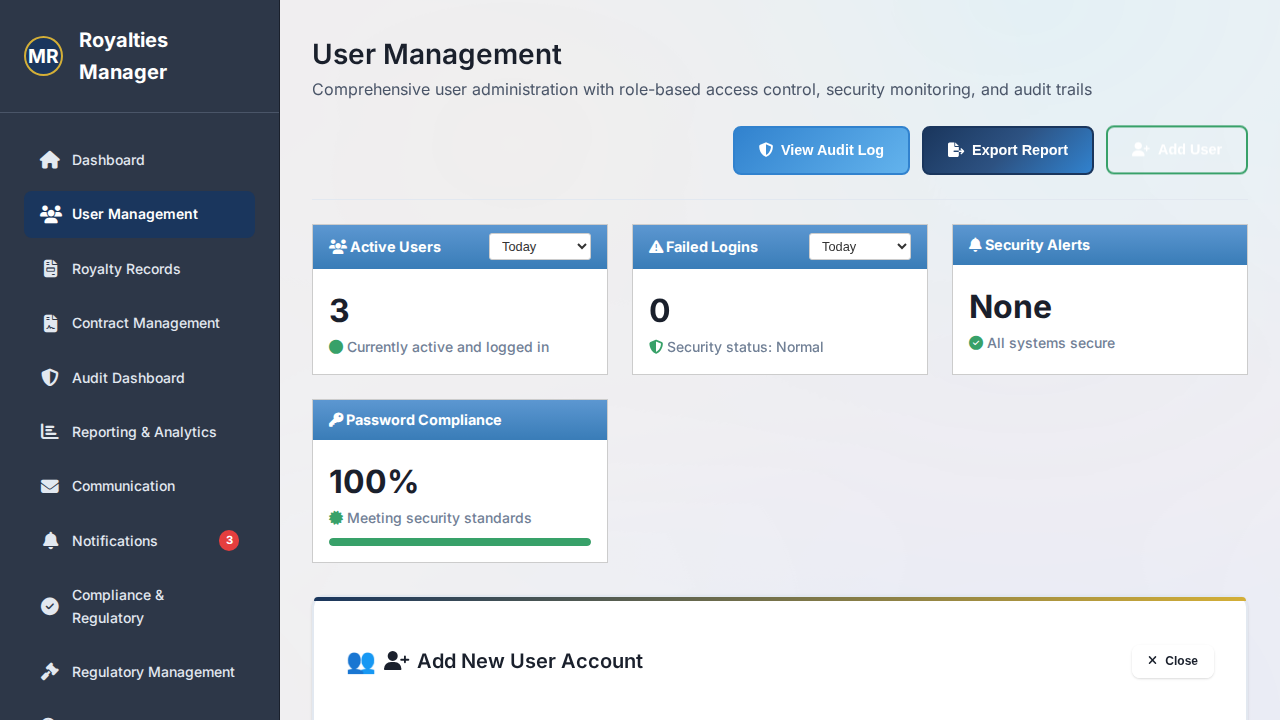 MR
Royalties
Manager
Dashboard
User Management
Royalty Records
Contract Management
Audit Dashboard
Reporting & Analytics
Communication
Notifications
3
Compliance &
Regulatory
Regulatory Management
User Management
Comprehensive user administration with role-based access control, security monitoring, and audit trails
View Audit Log
Export Report
Add User
Active Users
Today
3
Currently active and logged in
Failed Logins
Today
0
Security status: Normal
Security Alerts
None
All systems secure
Password Compliance
100%
Meeting security standards
Add New User Account
Close